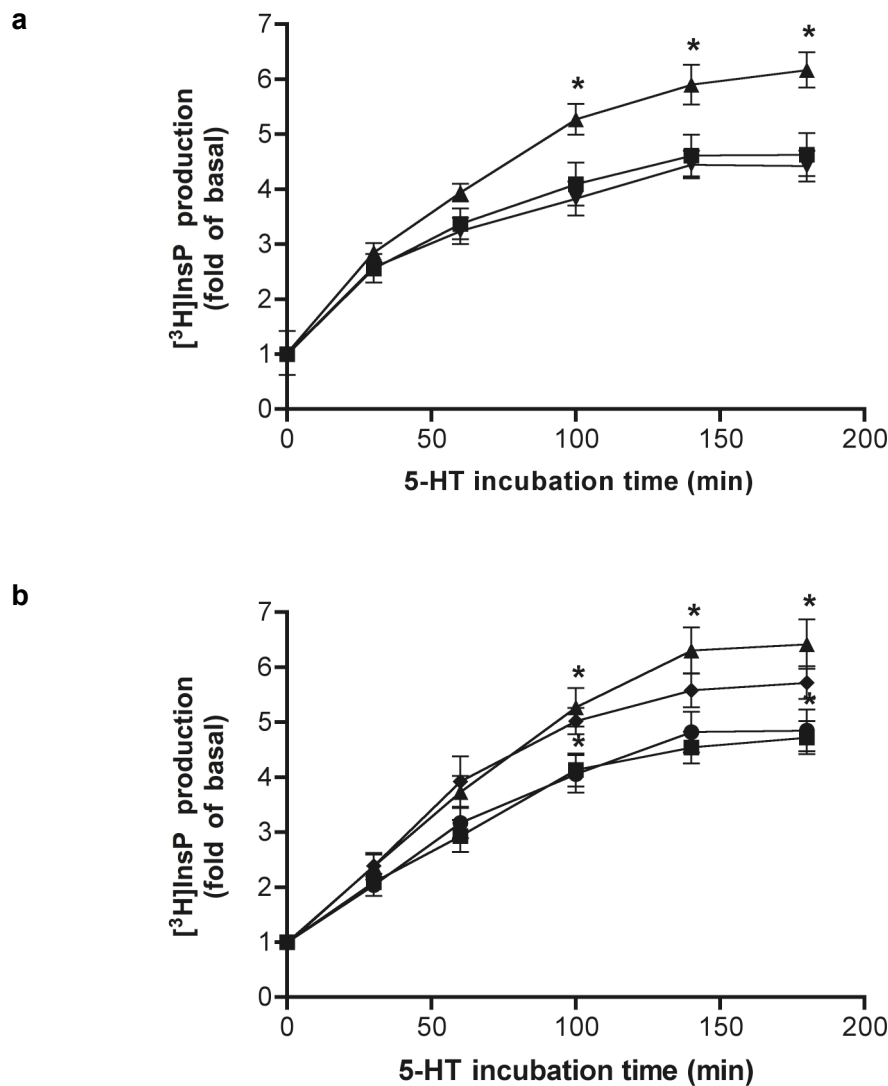 a
7
6
5
4
3
2
1
0
[³H]InsP production
(fold of basal)
*
*
*
0 50 100 150 200
5-HT incubation time (min)
b
7
6
5
4
3
2
1
0
[³H]InsP production
(fold of basal)
*
*
*
*
*
0 50 100 150 200
5-HT incubation time (min)